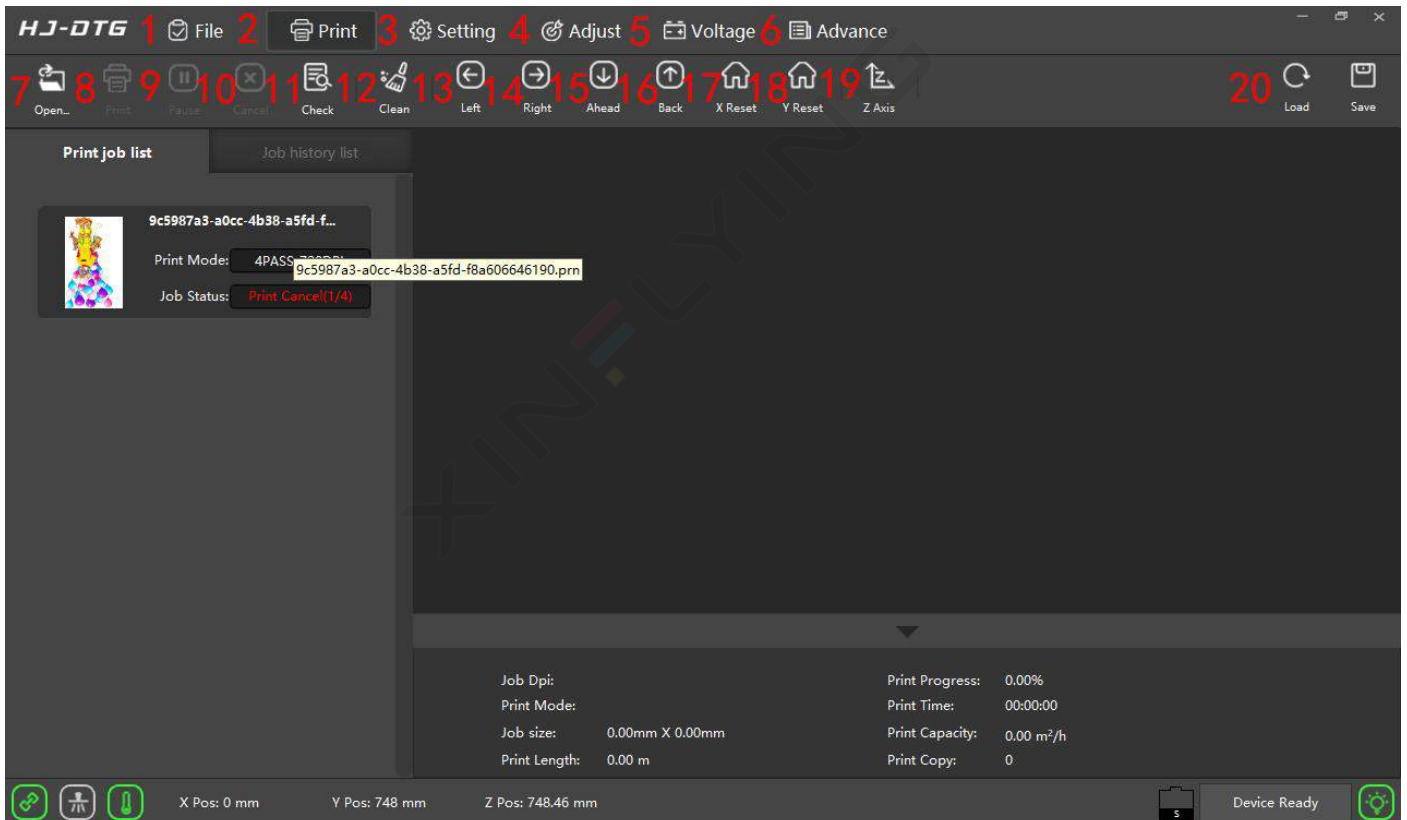 HJ-DTG 1 File 2 Print 3 Setting 4 Adjust 5 Voltage 6 Advance
7 8 9 10 11 12 13 14 15 16 17 18 19 20
Open... Print Pause Cancel Check Clean Left Right Ahead Back X Reset Y Reset Z Axis Load Save
Print job list Job history list
9c5987a3-a0cc-4b38-a5fd-f...
Print Mode: 4PASS
9c5987a3-a0cc-4b38-a5fd-f8a606646190.prn
Job Status: Print Cancel(1/4)
XINFLYING
Job Dpi: Print Progress: 0.00%
Print Mode: Print Time: 00:00:00
Job size: 0.00mm X 0.00mm Print Capacity: 0.00 m²/h
Print Length: 0.00 m Print Copy: 0
X Pos: 0 mm Y Pos: 748 mm Z Pos: 748.46 mm S Device Ready